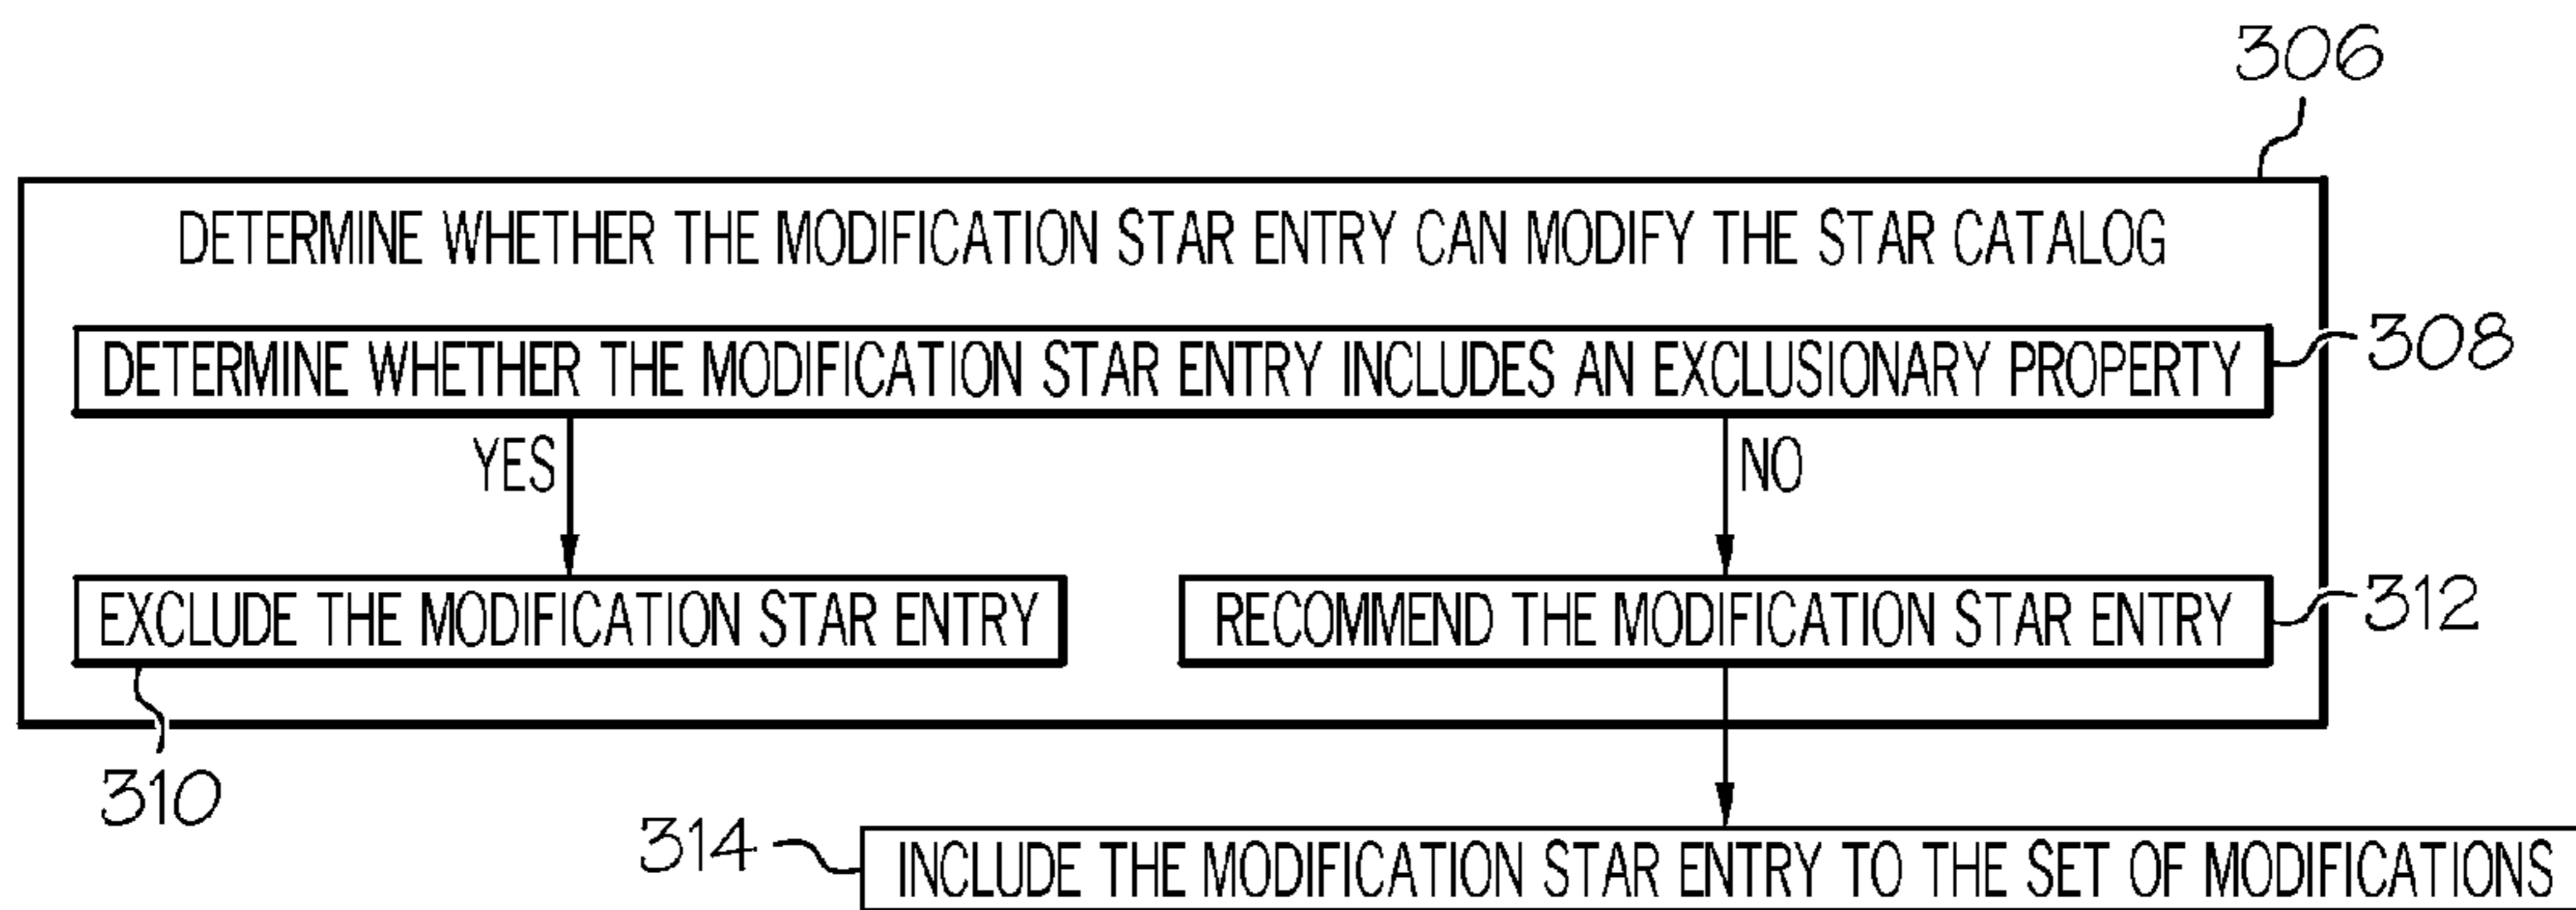 306
DETERMINE WHETHER THE MODIFICATION STAR ENTRY CAN MODIFY THE STAR CATALOG
DETERMINE WHETHER THE MODIFICATION STAR ENTRY INCLUDES AN EXCLUSIONARY PROPERTY
308
YES
NO
EXCLUDE THE MODIFICATION STAR ENTRY
RECOMMEND THE MODIFICATION STAR ENTRY
312
310
314
INCLUDE THE MODIFICATION STAR ENTRY TO THE SET OF MODIFICATIONS